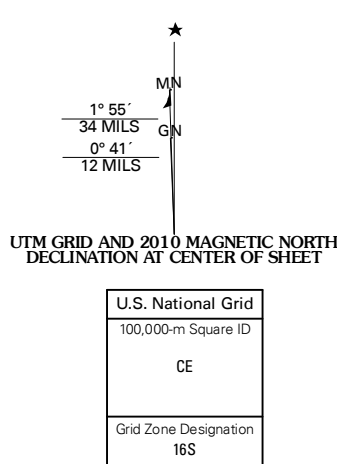 MN
1° 55´
34 MILS
GN
0° 41´
12 MILS
UTM GRID AND 2010 MAGNETIC NORTH
DECLINATION AT CENTER OF SHEET
U.S. National Grid
100,000-m Square ID
CE
Grid Zone Designation
16S